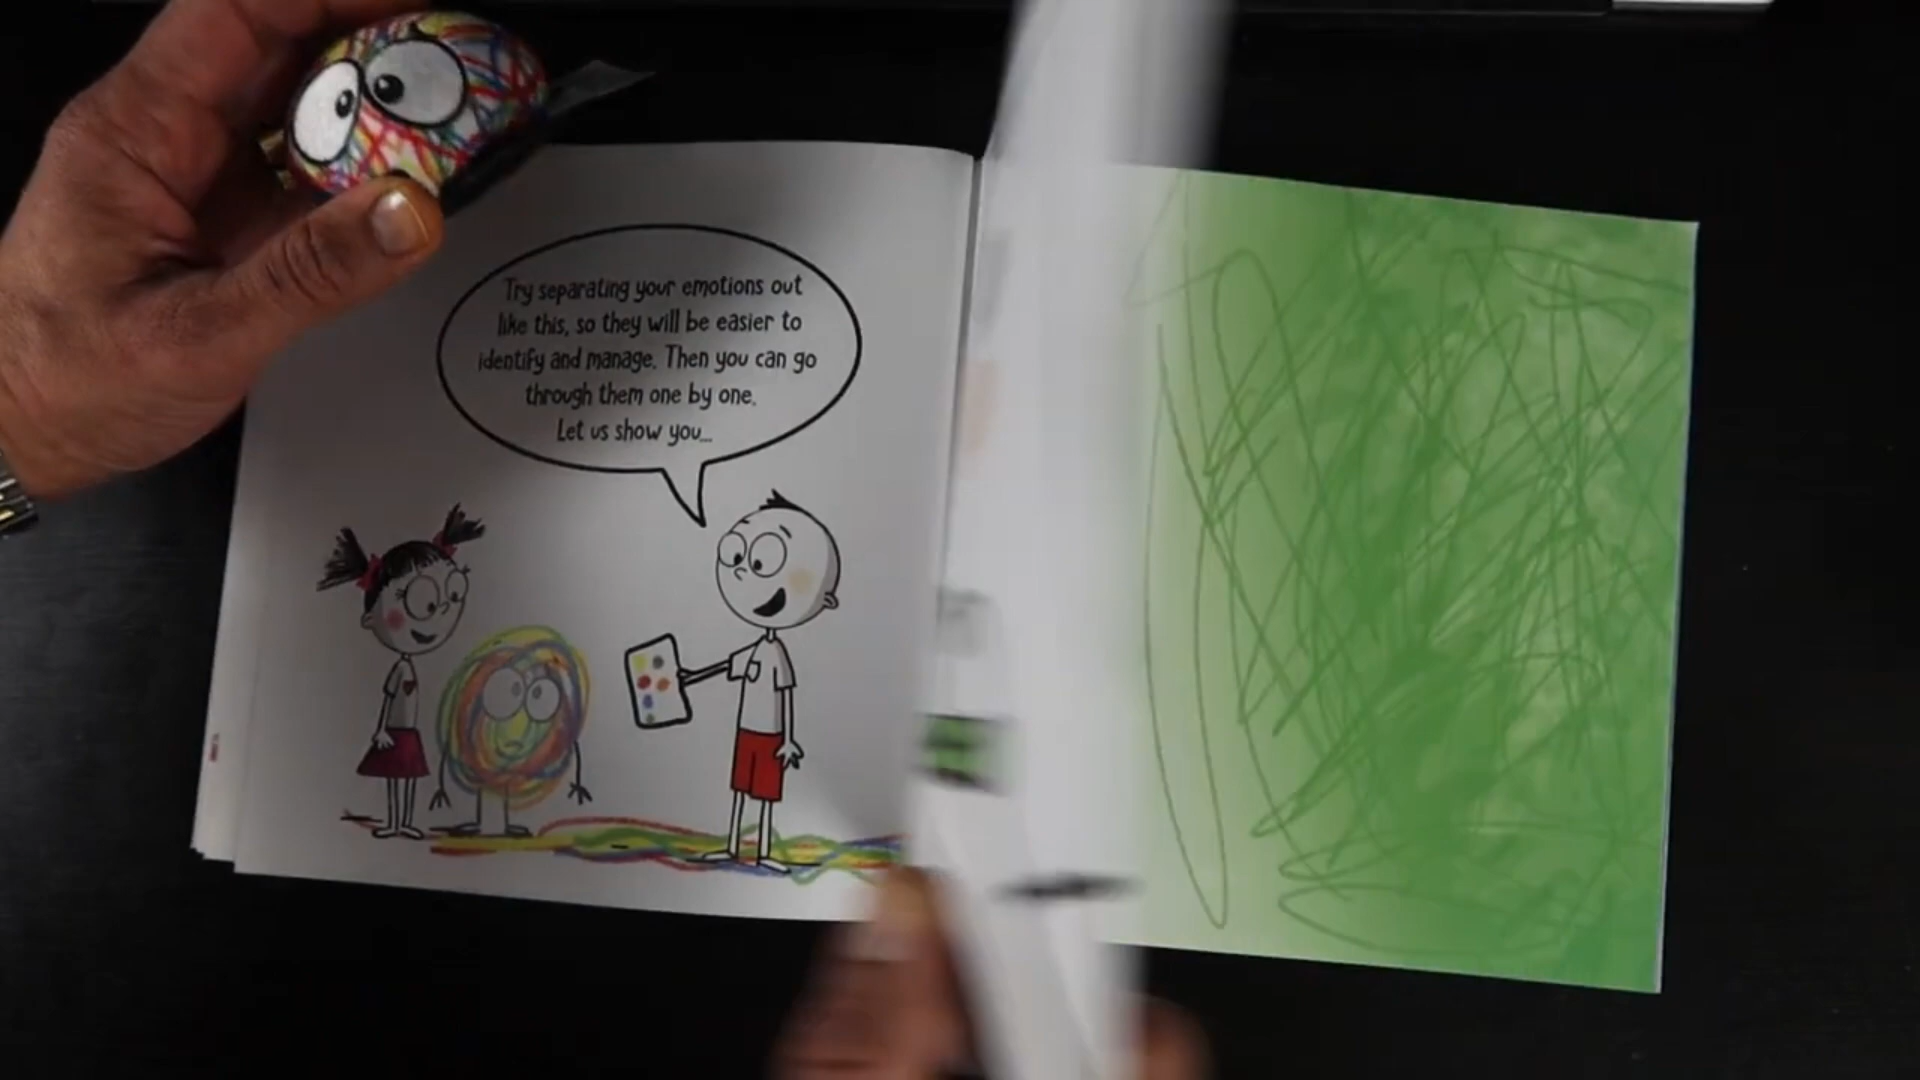 Try separating your emotions out
like this, so they will be easier to
identify and manage. Then you can go
through them one by one.
Let us show you...